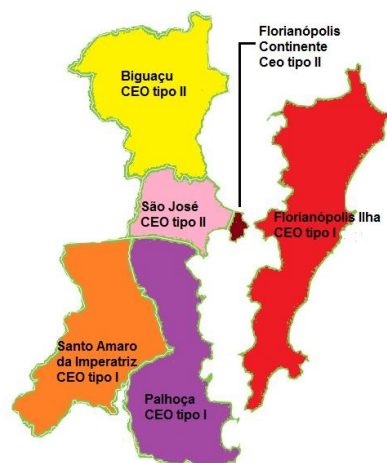 Florianópolis
Continente
Ceo tipo II
Biguaçu
CEO tipo II
São José
CEO tipo II
Florianópolis Ilha
CEO tipo I
Santo Amaro
da Imperatriz
CEO tipo I
Palhoça
CEO tipo I